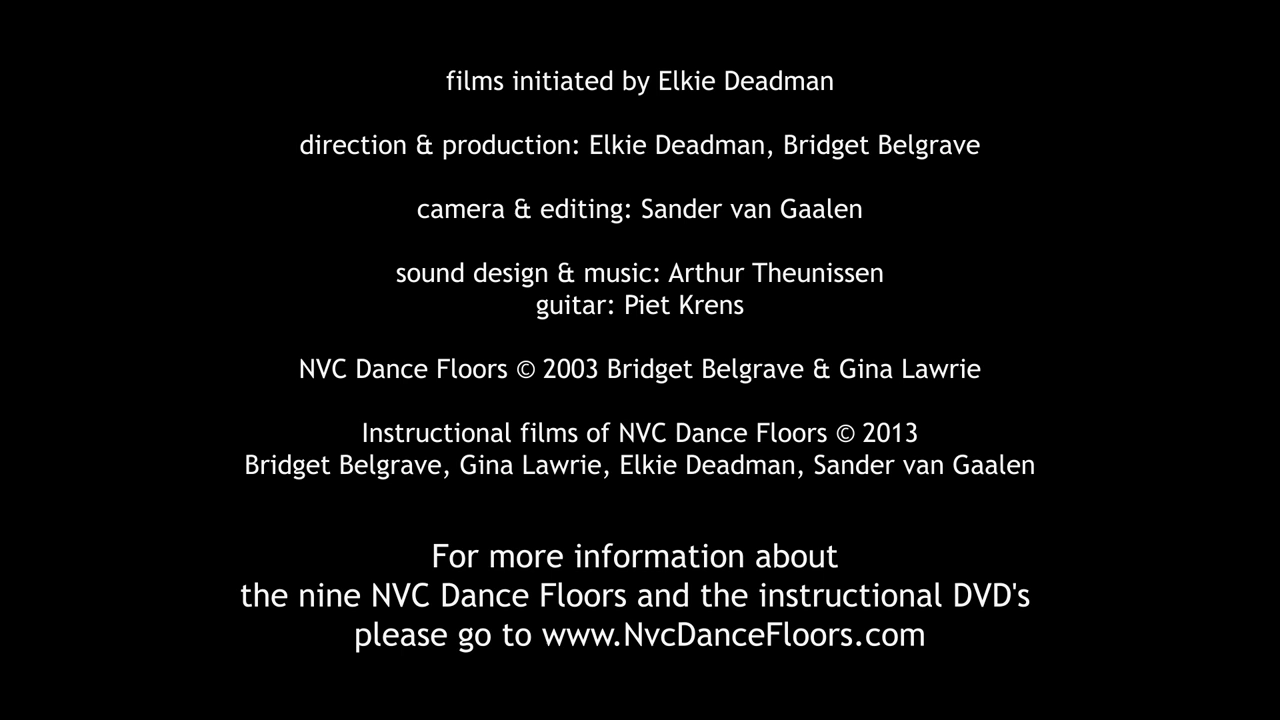 films initiated by Elkie Deadman
direction & production: Elkie Deadman, Bridget Belgrave
camera & editing: Sander van Gaalen
sound design & music: Arthur Theunissen
guitar: Piet Krens
NVC Dance Floors © 2003 Bridget Belgrave & Gina Lawrie
Instructional films of NVC Dance Floors © 2013
Bridget Belgrave, Gina Lawrie, Elkie Deadman, Sander van Gaalen
For more information about
the nine NVC Dance Floors and the instructional DVD's
please go to www.NvcDanceFloors.com